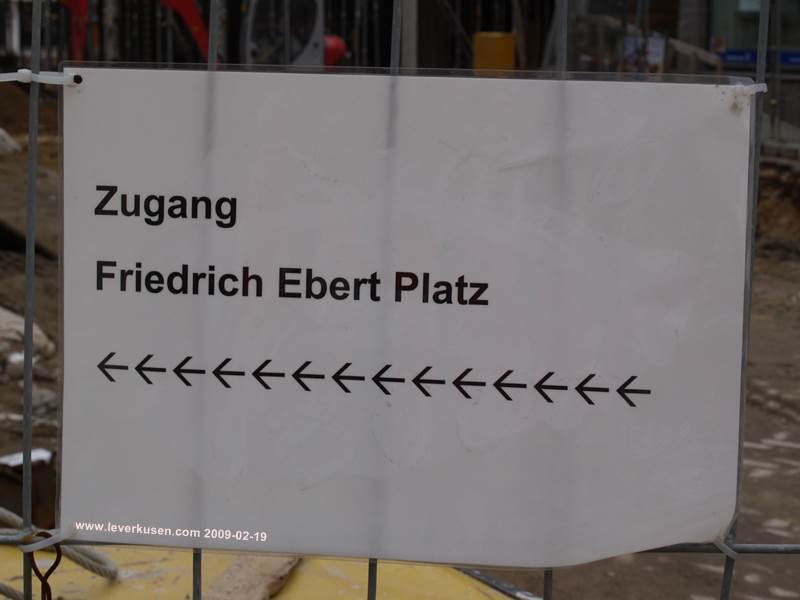 Zugang
Friedrich Ebert Platz
←←←←←←←←←←←←←←
www.leverkusen.com 2009-02-19